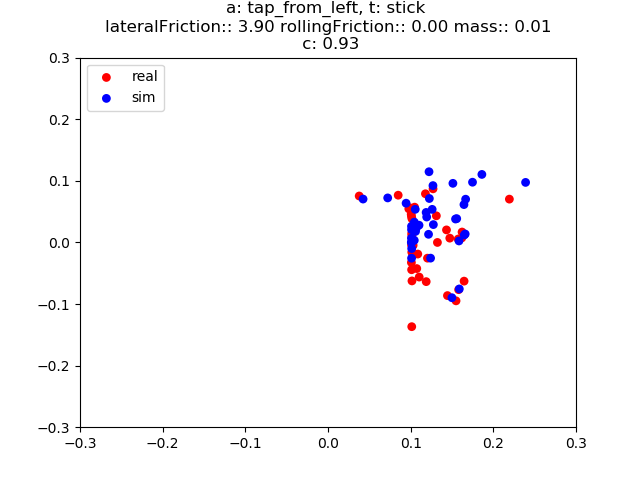 a: tap_from_left, t: stick
lateralFriction:: 3.90 rollingFriction:: 0.00 mass:: 0.01
c: 0.93
real
sim
0.3
0.2
0.1
0.0
−0.1
−0.2
−0.3
−0.3
−0.2
−0.1
0.0
0.1
0.2
0.3